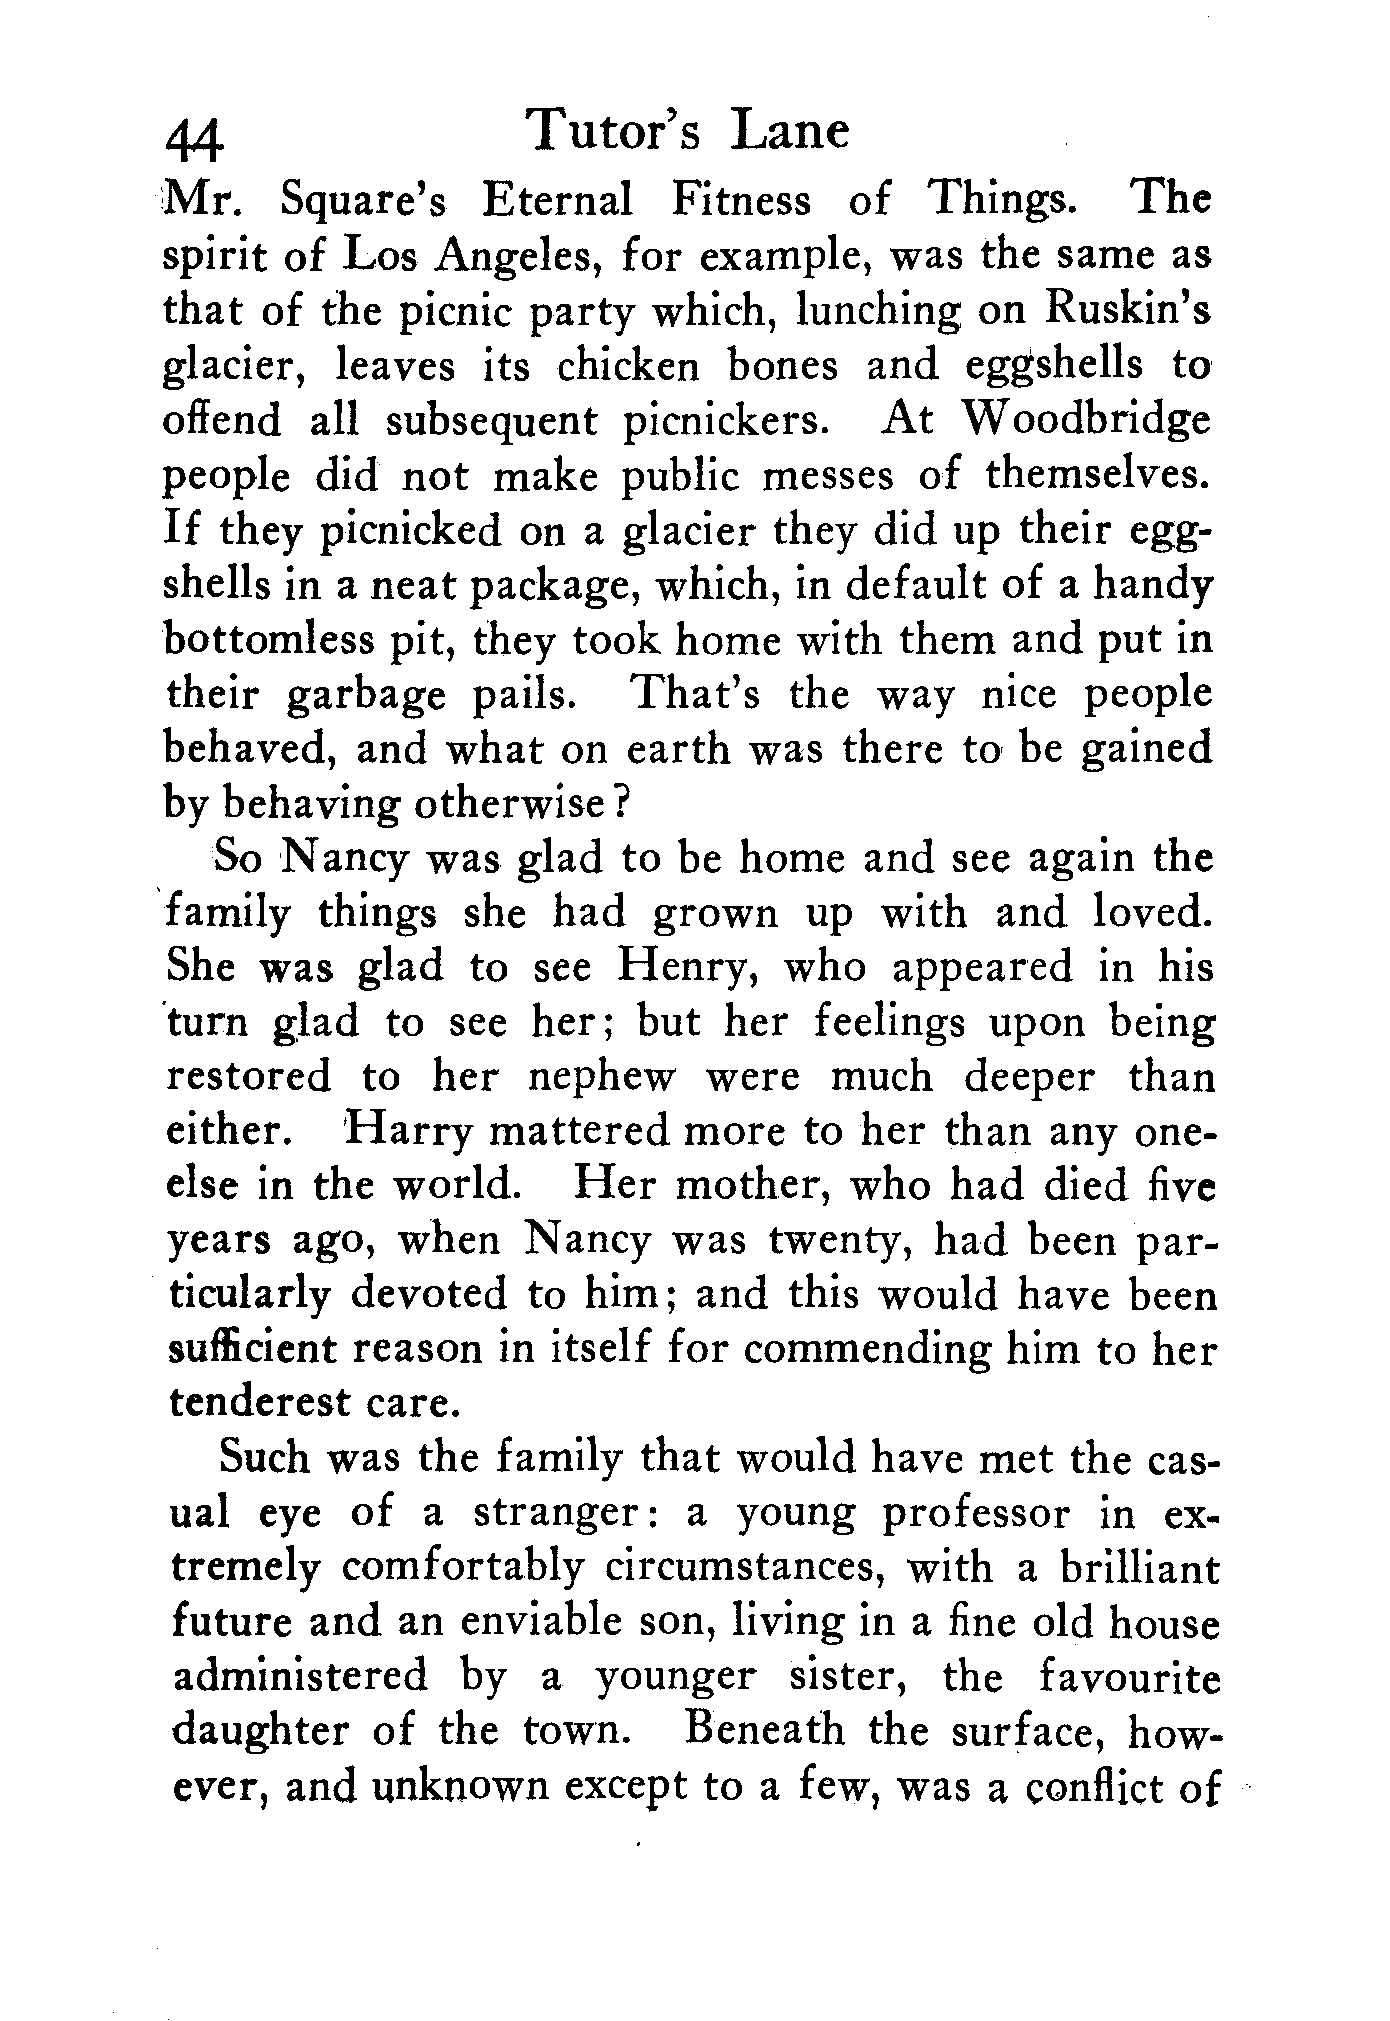 44 Tutor's Lane
Mr. Square's Eternal Fitness of Things. The
spirit of Los Angeles, for example, was the same as
that of the picnic party which, lunching on Ruskin's
glacier, leaves its chicken bones and eggshells to
offend all subsequent picnickers. At Woodbridge
people did not make public messes of themselves.
If they picnicked on a glacier they did up their egg-
shells in a neat package, which, in default of a handy
bottomless pit, they took home with them and put in
their garbage pails. That's the way nice people
behaved, and what on earth was there to be gained
by behaving otherwise?
So Nancy was glad to be home and see again the
family things she had grown up with and loved.
She was glad to see Henry, who appeared in his
turn glad to see her; but her feelings upon being
restored to her nephew were much deeper than
either. Harry mattered more to her than any one-
else in the world. Her mother, who had died five
years ago, when Nancy was twenty, had been par-
ticularly devoted to him; and this would have been
sufficient reason in itself for commending him to her
tenderest care.
Such was the family that would have met the cas-
ual eye of a stranger: a young professor in ex-
tremely comfortably circumstances, with a brilliant
future and an enviable son, living in a fine old house
administered by a younger sister, the favourite
daughter of the town. Beneath the surface, how-
ever, and unknown except to a few, was a conflict of